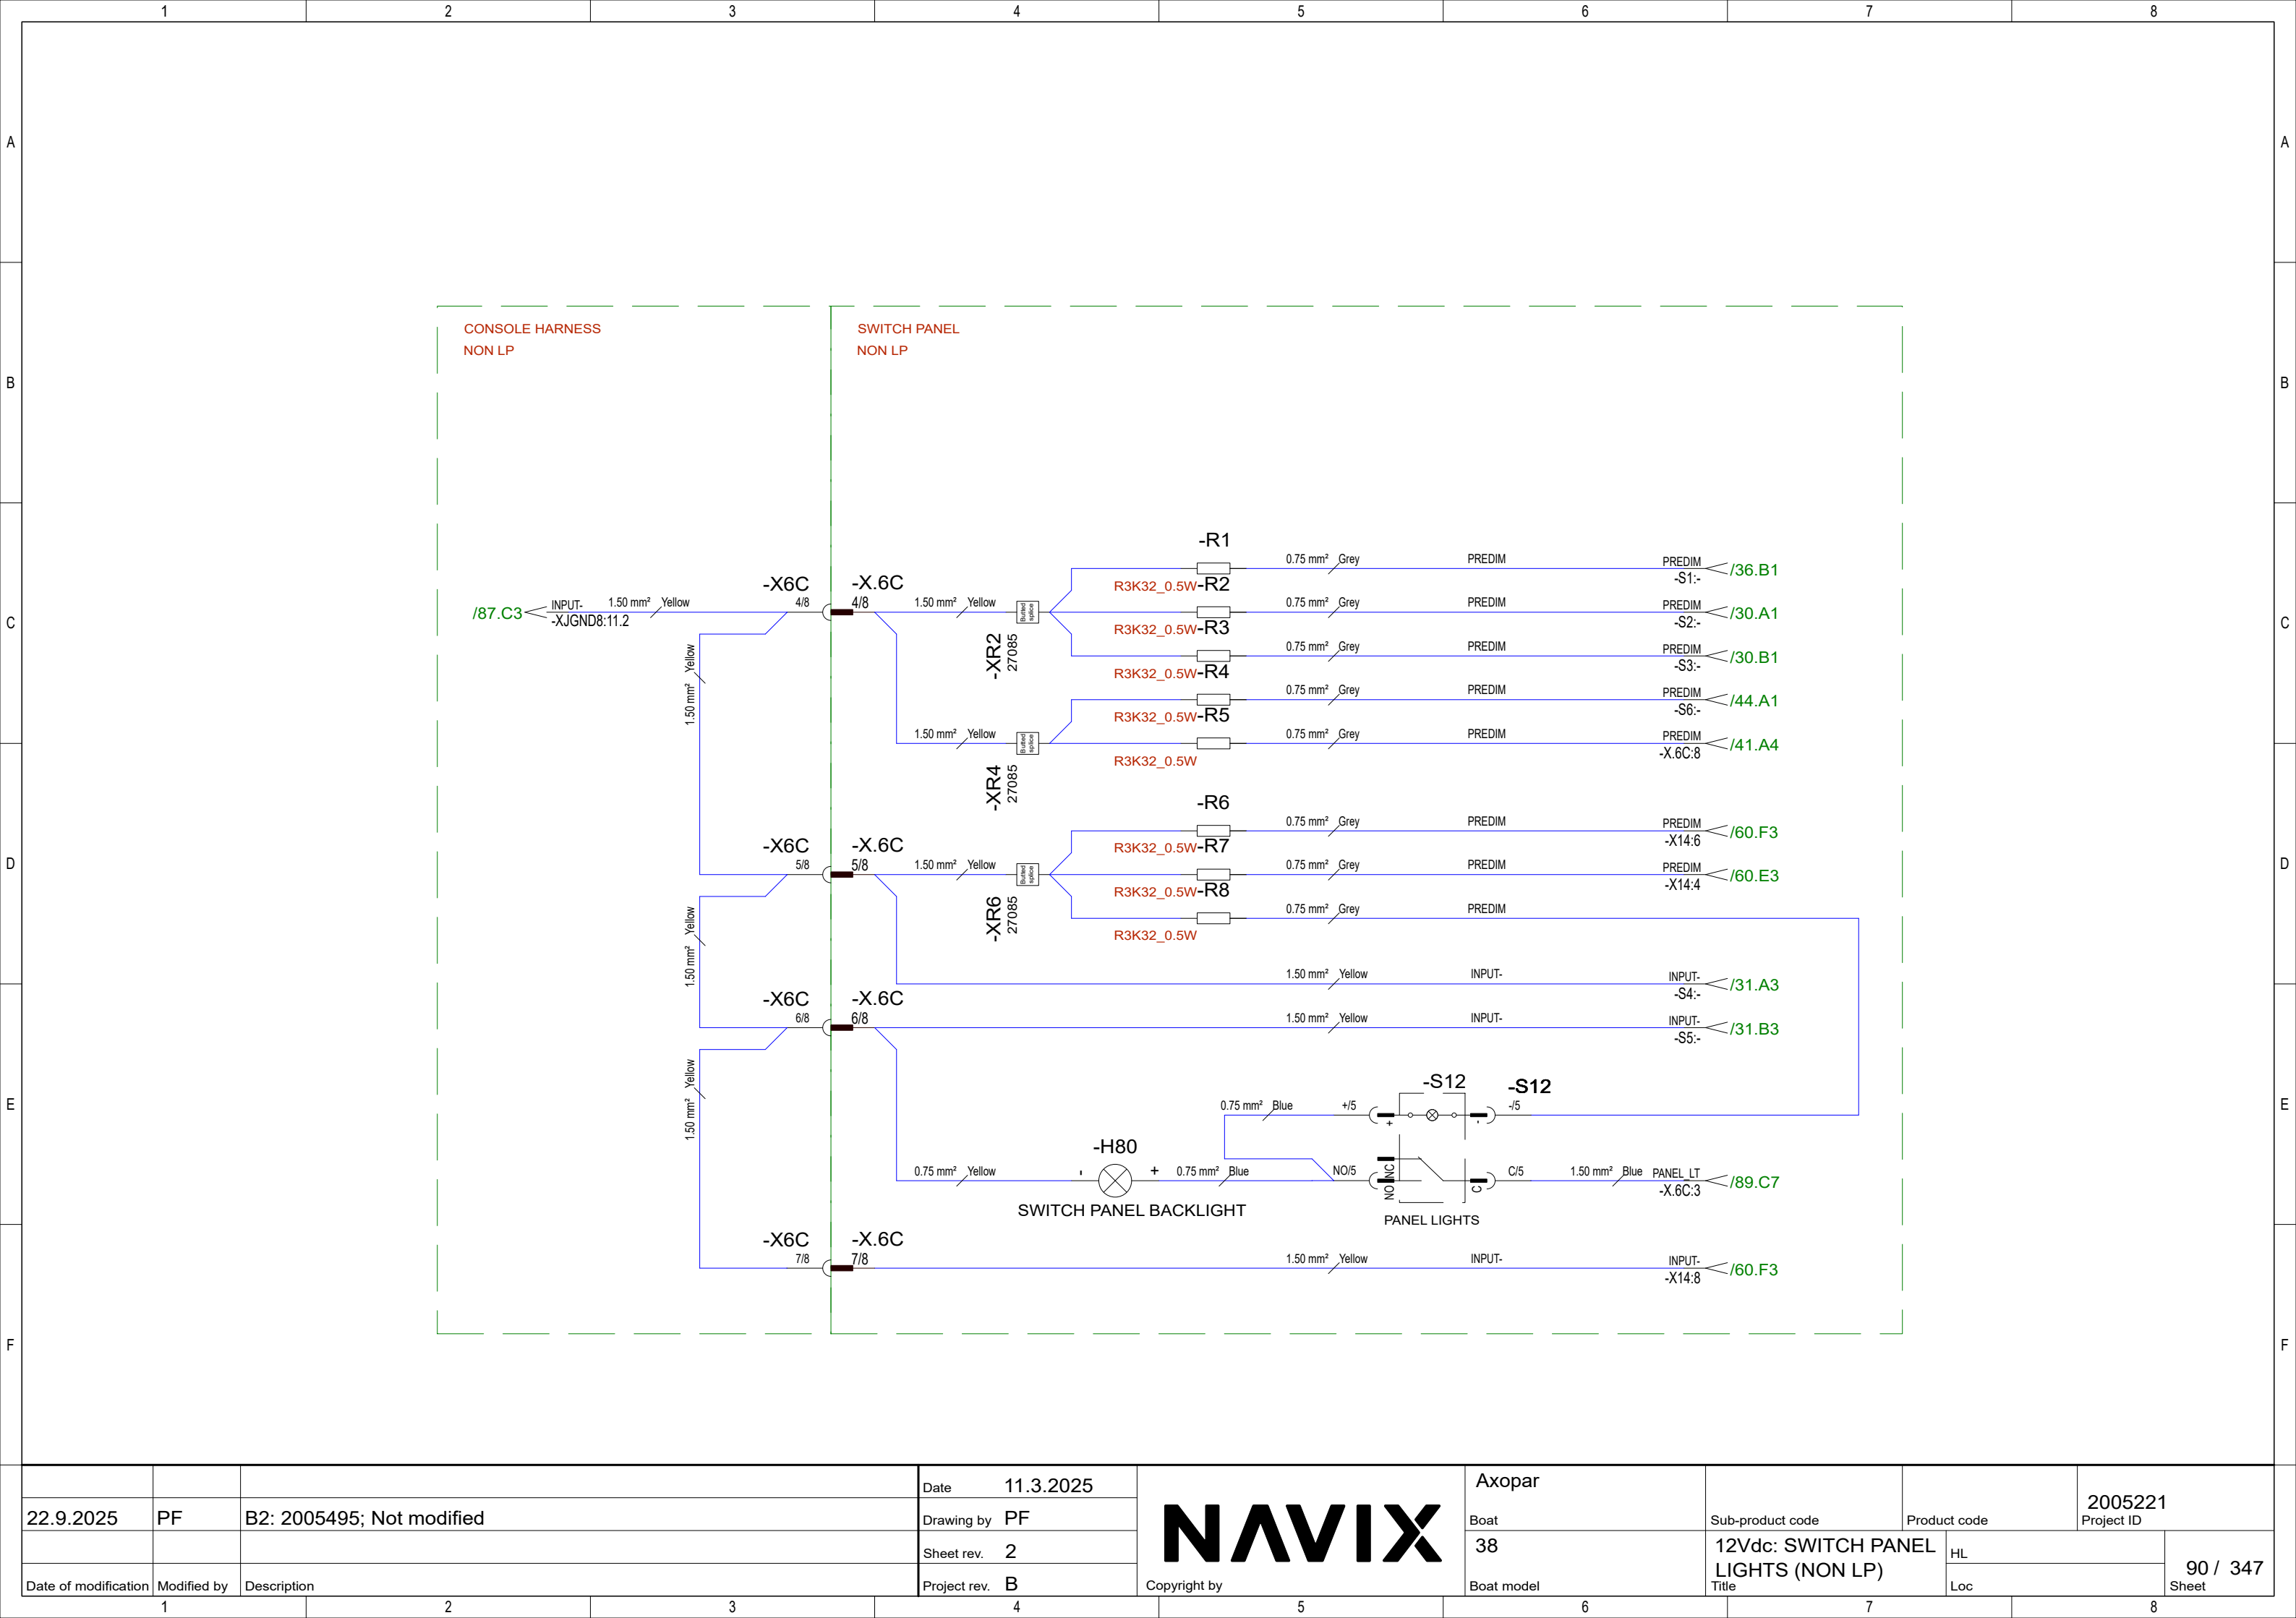 1 2 3 4 5 6 7 8
A A
B B
C C
D D
E E
F F
CONSOLE HARNESS
NON LP
SWITCH PANEL
NON LP
/87.C3
INPUT-
-XJGND8:11.2
1.50 mm² Yellow
-X6C
4/8
-X.6C
4/8
1.50 mm² Yellow
Butted splice
-XR2
27085
-R1
R3K32_0.5W
0.75 mm² Grey
PREDIM
PREDIM
-S1:-
/36.B1
-R2
R3K32_0.5W
0.75 mm² Grey
PREDIM
PREDIM
-S2:-
/30.A1
-R3
R3K32_0.5W
0.75 mm² Grey
PREDIM
PREDIM
-S3:-
/30.B1
1.50 mm² Yellow
1.50 mm² Yellow
Butted splice
-XR4
27085
-R4
R3K32_0.5W
0.75 mm² Grey
PREDIM
PREDIM
-S6:-
/44.A1
-R5
R3K32_0.5W
0.75 mm² Grey
PREDIM
PREDIM
-X.6C:8
/41.A4
-X6C
5/8
-X.6C
5/8
1.50 mm² Yellow
Butted splice
-XR6
27085
-R6
R3K32_0.5W
0.75 mm² Grey
PREDIM
PREDIM
-X14:6
/60.F3
-R7
R3K32_0.5W
0.75 mm² Grey
PREDIM
PREDIM
-X14:4
/60.E3
-R8
R3K32_0.5W
0.75 mm² Grey
PREDIM
1.50 mm² Yellow
1.50 mm² Yellow
INPUT-
INPUT-
-S4:-
/31.A3
-X6C
6/8
-X.6C
6/8
1.50 mm² Yellow
INPUT-
INPUT-
-S5:-
/31.B3
1.50 mm² Yellow
-S12
-S12
0.75 mm² Blue
+/5
+
-
-/5
0.75 mm² Yellow
-
-H80
+
0.75 mm² Blue
NO/5
NO
NC
C
C/5
1.50 mm² Blue
PANEL_LT
-X.6C:3
/89.C7
SWITCH PANEL BACKLIGHT
PANEL LIGHTS
-X6C
7/8
-X.6C
7/8
1.50 mm² Yellow
INPUT-
INPUT-
-X14:8
/60.F3
22.9.2025 PF B2: 2005495; Not modified
Date of modification Modified by Description
Date 11.3.2025
Drawing by PF
Sheet rev. 2
Project rev. B
NAVIX
Copyright by
Axopar
Boat
38
Boat model
Sub-product code
Product code
2005221
Project ID
12Vdc: SWITCH PANEL
LIGHTS (NON LP)
Title
HL
Loc
90 / 347
Sheet
1 2 3 4 5 6 7 8